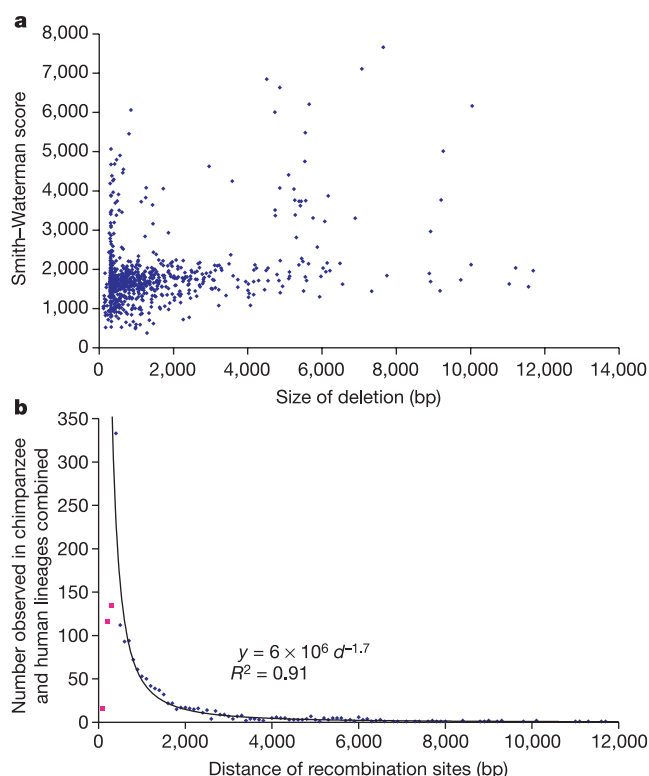 a
8,000
7,000
6,000
5,000
4,000
3,000
2,000
1,000
0
Smith–Waterman score
0 2,000 4,000 6,000 8,000 10,000 12,000 14,000
Size of deletion (bp)
b
350
300
250
200
150
100
50
0
Number observed in chimpanzee
and human lineages combined
y = 6 × 10⁶ d⁻¹·⁷
R² = 0.91
0 2,000 4,000 6,000 8,000 10,000 12,000
Distance of recombination sites (bp)